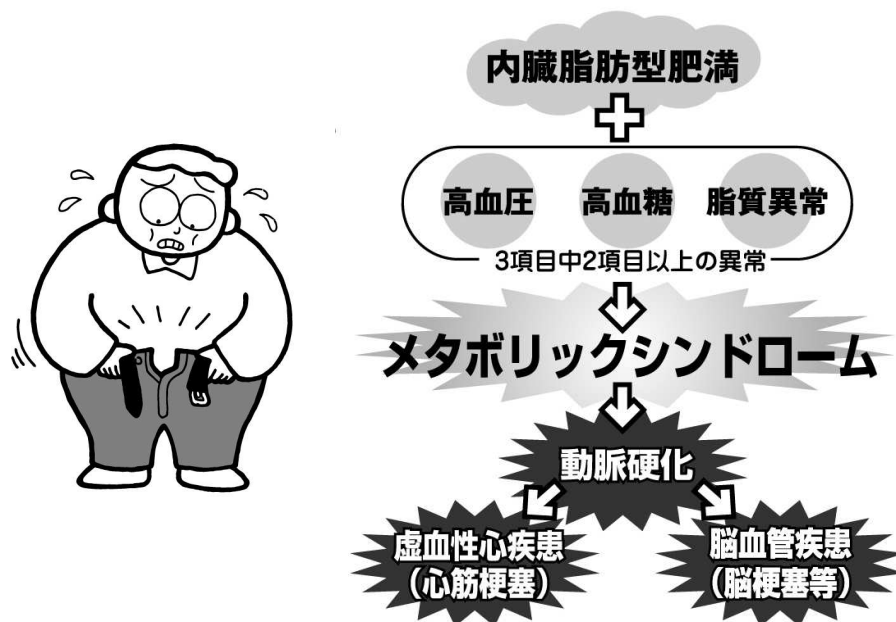 内臓脂肪型肥満
高血圧 高血糖 脂質異常
3項目中2項目以上の異常
メタボリックシンドローム
動脈硬化
虚血性心疾患
(心筋梗塞)
脳血管疾患
(脳梗塞等)